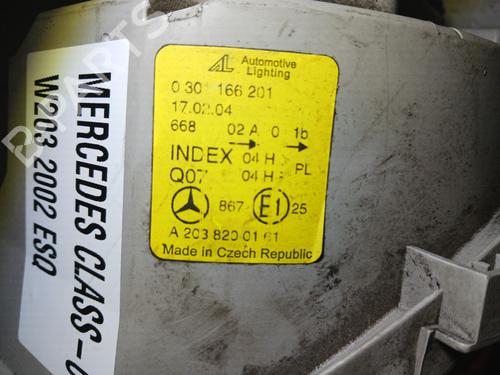 MERCEDES CLASS-C
W203 2002 ESQ
AL Automotive
Lighting
0 301 166 201
17.02.04
668 02 A 0 1b
INDEX 04 H PL
Q07 04 H
867 E1 25
A 203 820 01 61
Made in Czech Republic